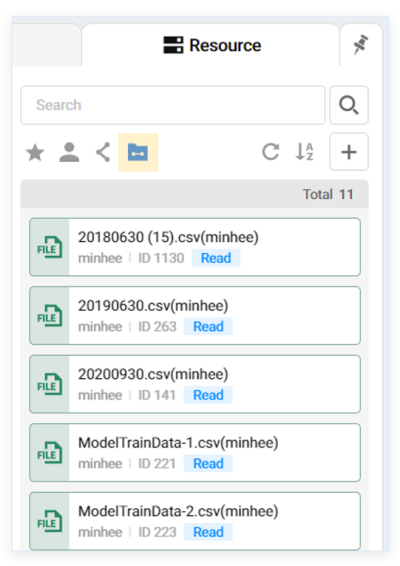 Resource
Search
A
Z
Total 11
20180630 (15).csv(minhee)
FILE
minhee | ID 1130 Read
20190630.csv(minhee)
FILE
minhee | ID 263 Read
20200930.csv(minhee)
FILE
minhee | ID 141 Read
ModelTrainData-1.csv(minhee)
FILE
minhee | ID 221 Read
ModelTrainData-2.csv(minhee)
FILE
minhee | ID 223 Read